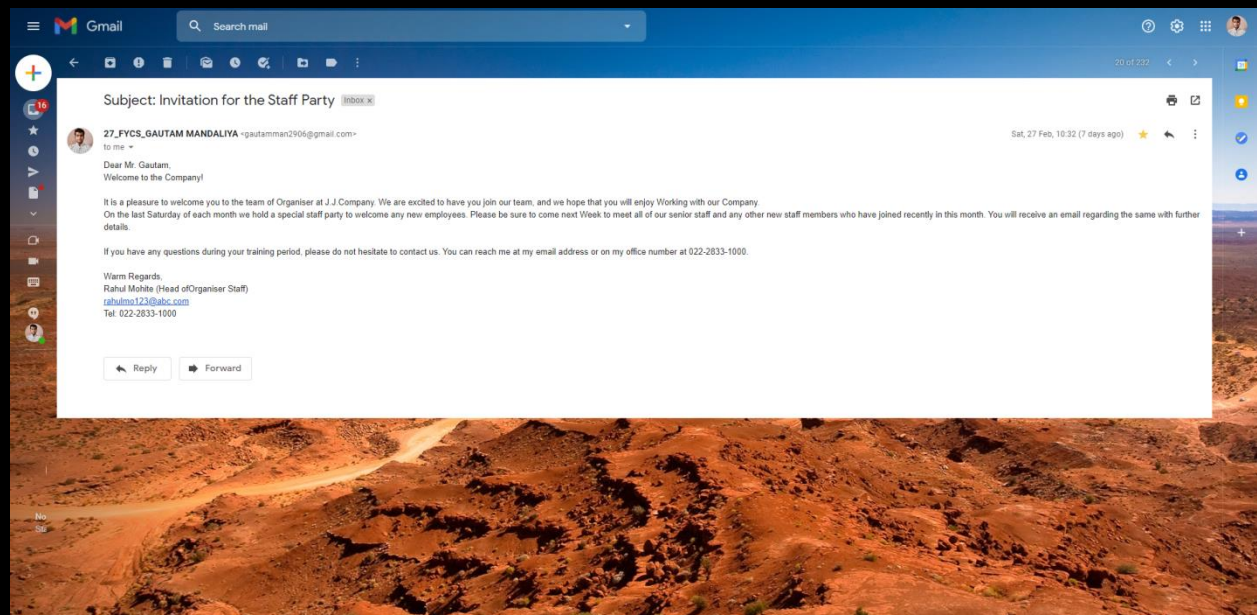 Gmail
Search mail
20 of 232
16
Subject: Invitation for the Staff Party Inbox x
27_FYCS_GAUTAM MANDALIYA <gautamman2906@gmail.com>
Sat, 27 Feb, 10:32 (7 days ago)
to me
Dear Mr. Gautam,
Welcome to the Company!
It is a pleasure to welcome you to the team of Organiser at J.J.Company. We are excited to have you join our team, and we hope that you will enjoy Working with our Company.
On the last Saturday of each month we hold a special staff party to welcome any new employees. Please be sure to come next Week to meet all of our senior staff and any other new staff members who have joined recently in this month. You will receive an email regarding the same with further
details.
If you have any questions during your training period, please do not hesitate to contact us. You can reach me at my email address or on my office number at 022-2833-1000.
Warm Regards,
Rahul Mohite (Head ofOrganiser Staff)
rahulmo123@abc.com
Tel: 022-2833-1000
Reply
Forward
No